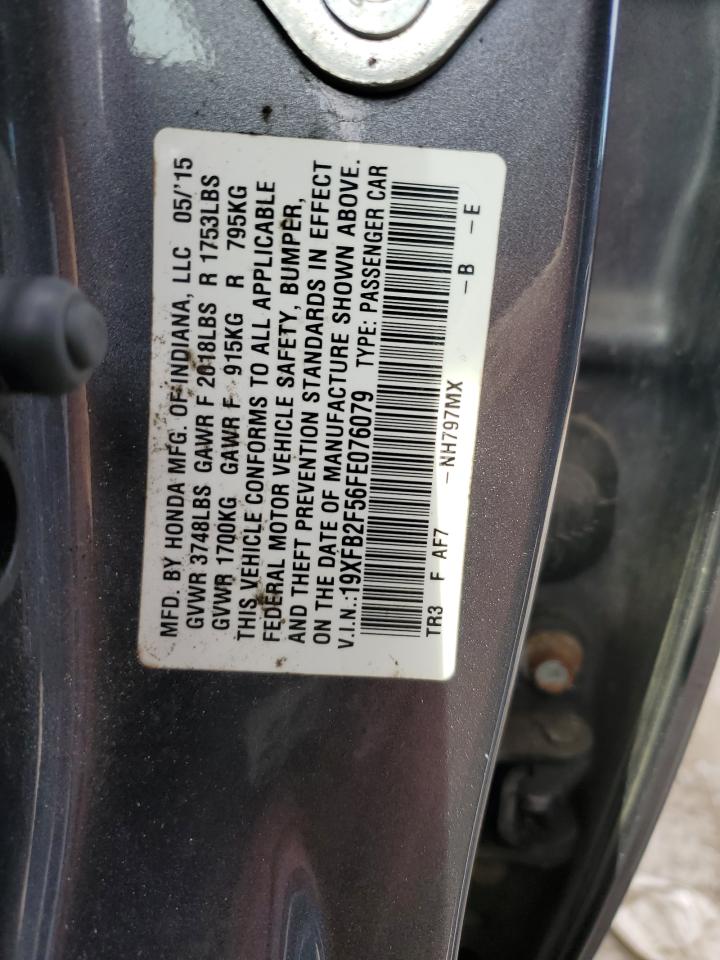 MFD. BY HONDA MFG. OF INDIANA, LLC 05/'15
GVWR 3748LBS GAWR F 2018LBS R 1753LBS
GVWR 1700KG GAWR F 915KG R 795KG
THIS VEHICLE CONFORMS TO ALL APPLICABLE
FEDERAL MOTOR VEHICLE SAFETY, BUMPER,
AND THEFT PREVENTION STANDARDS IN EFFECT
ON THE DATE OF MANUFACTURE SHOWN ABOVE.
V.I.N.:19XFB2F56FE076079 TYPE: PASSENGER CAR
TR3 F AF7 -NH797MX -B -E